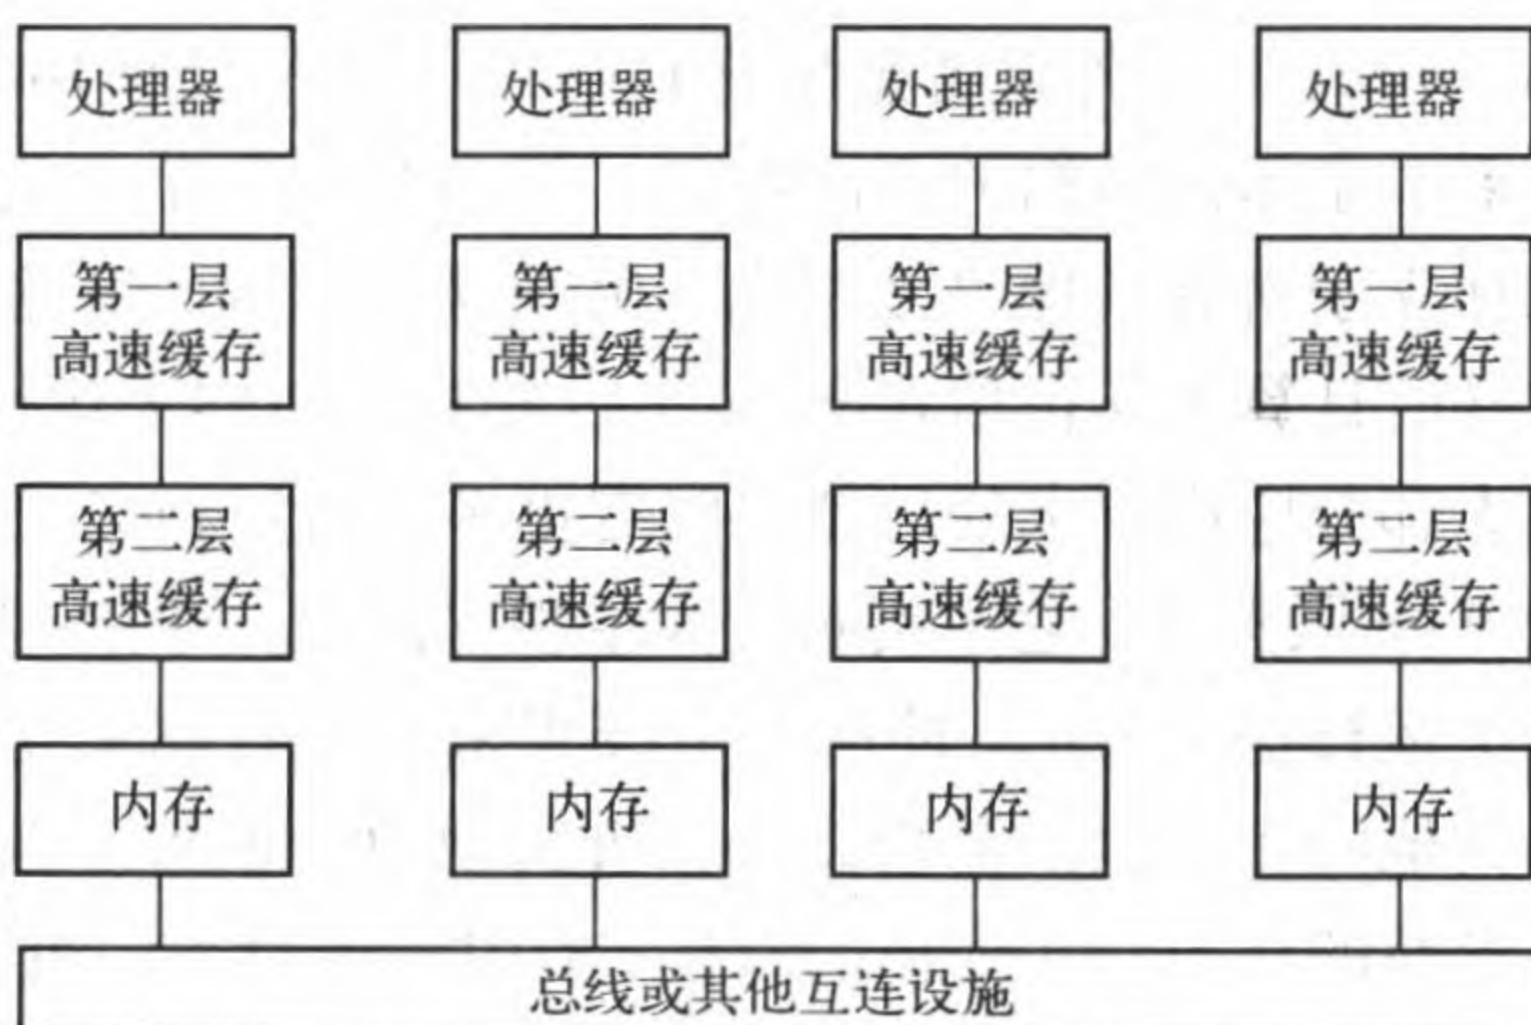 处理器
处理器
处理器
处理器
第一层
高速缓存
第一层
高速缓存
第一层
高速缓存
第一层
高速缓存
第二层
高速缓存
第二层
高速缓存
第二层
高速缓存
第二层
高速缓存
内存
内存
内存
内存
总线或其他互连设施